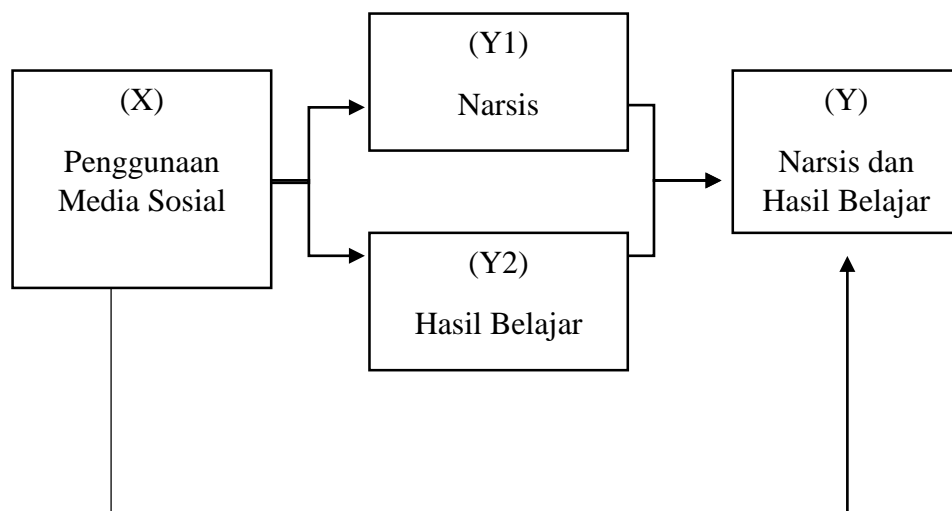 (X)
Penggunaan
Media Sosial
(Y1)
Narsis
(Y2)
Hasil Belajar
(Y)
Narsis dan
Hasil Belajar